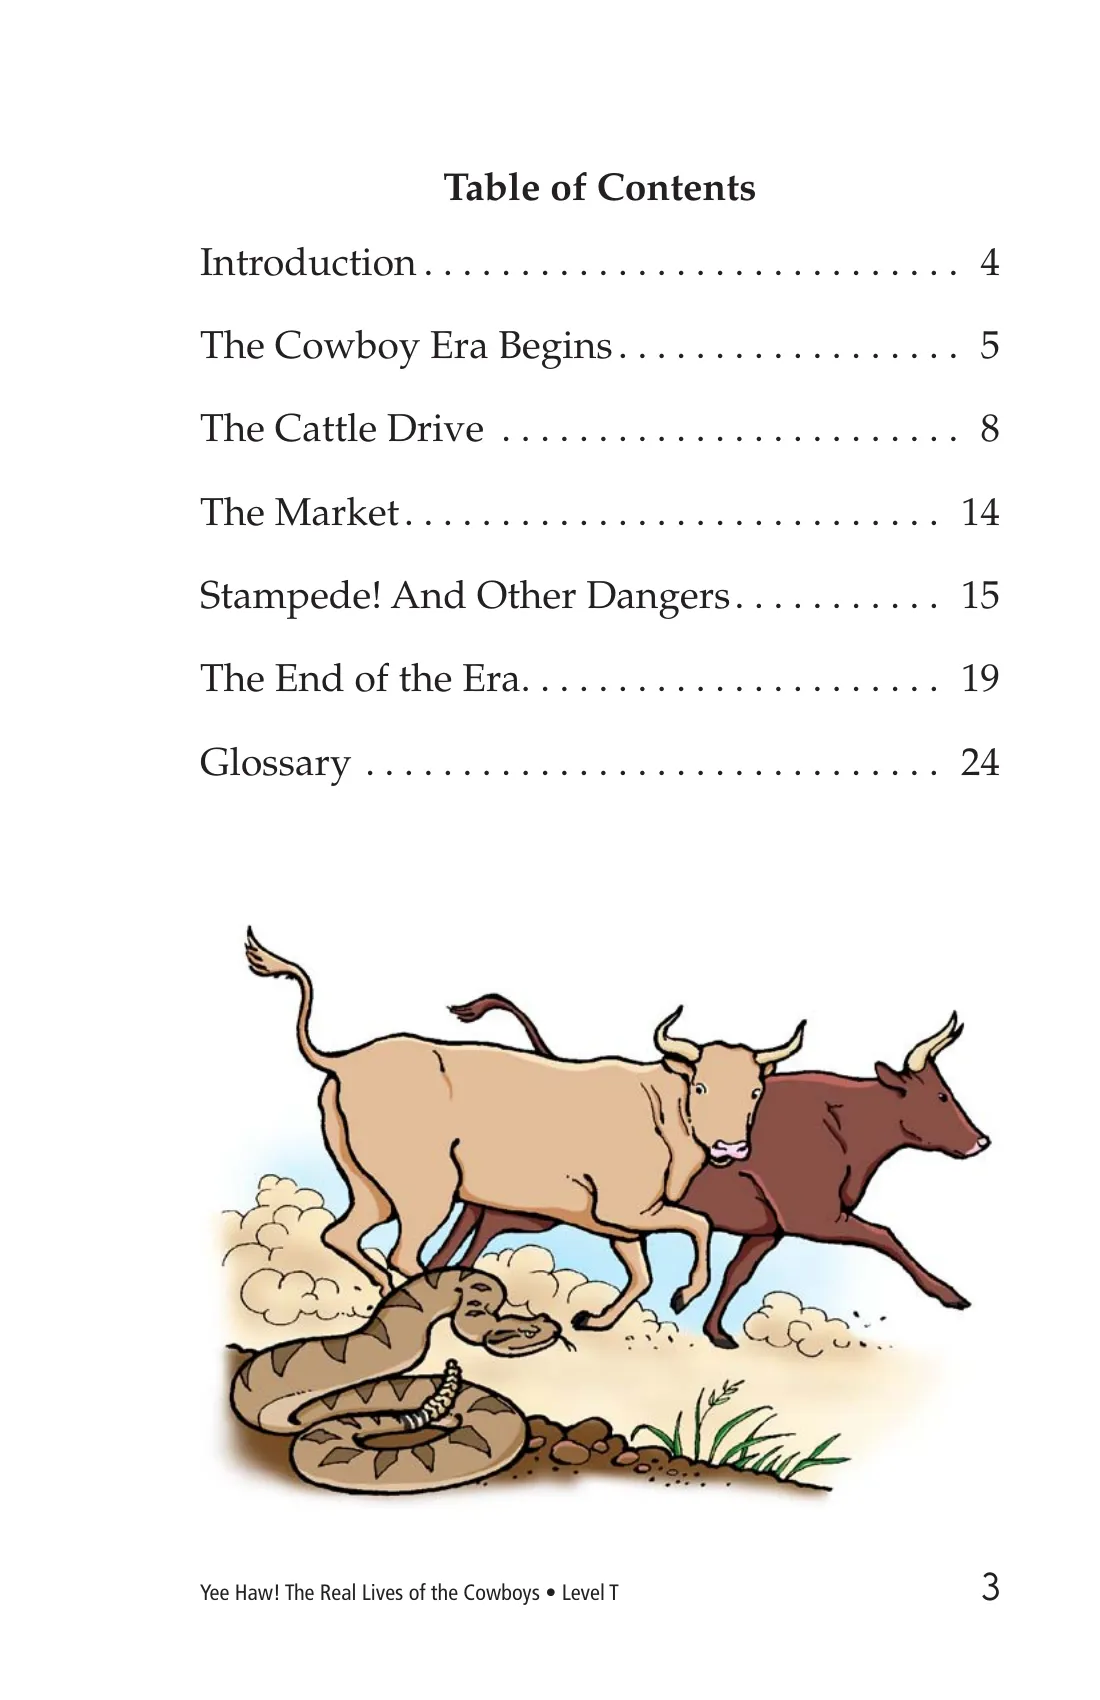 Table of Contents
Introduction . . . . . . . . . . . . . . . . . . . . . . . . . . . . 4
The Cowboy Era Begins . . . . . . . . . . . . . . . . . . 5
The Cattle Drive . . . . . . . . . . . . . . . . . . . . . . . . 8
The Market . . . . . . . . . . . . . . . . . . . . . . . . . . . . 14
Stampede! And Other Dangers . . . . . . . . . . . 15
The End of the Era. . . . . . . . . . . . . . . . . . . . . . 19
Glossary . . . . . . . . . . . . . . . . . . . . . . . . . . . . . . 24
Yee Haw! The Real Lives of the Cowboys • Level T 3